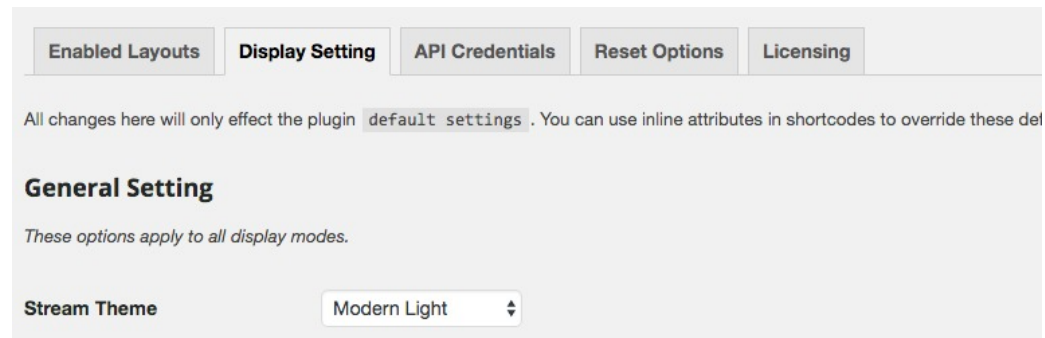 Enabled Layouts Display Setting API Credentials Reset Options Licensing
All changes here will only effect the plugin default settings . You can use inline attributes in shortcodes to override these
General Setting
These options apply to all display modes.
Stream Theme Modern Light